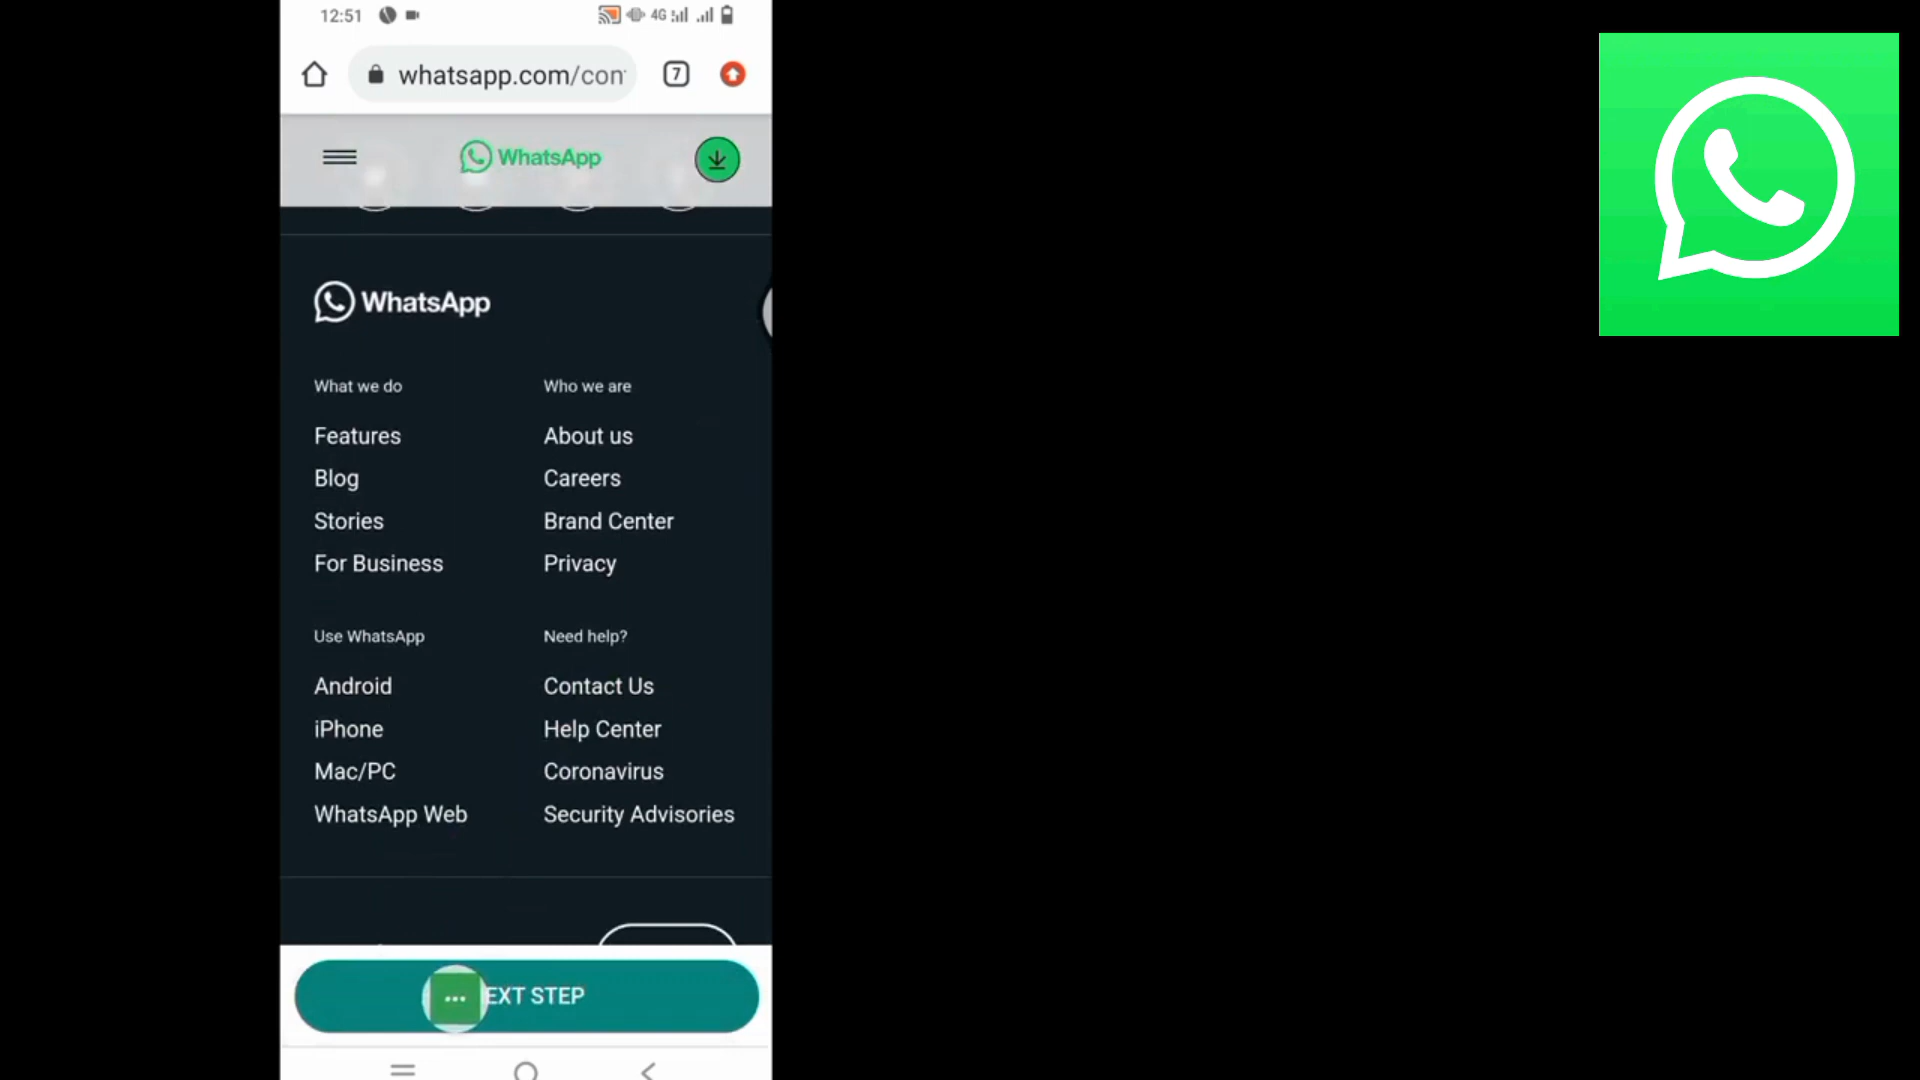 12:51
4G
whatsapp.com/con
7
WhatsApp
WhatsApp
What we do
Who we are
Features
About us
Blog
Careers
Stories
Brand Center
For Business
Privacy
Use WhatsApp
Need help?
Android
Contact Us
iPhone
Help Center
Mac/PC
Coronavirus
WhatsApp Web
Security Advisories
EXT STEP